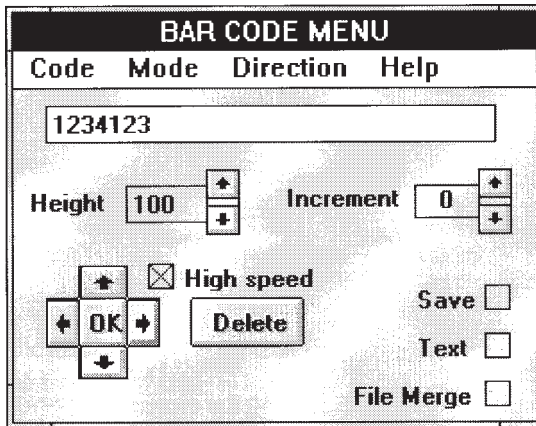 BAR CODE MENU
Code Mode Direction Help
1234123
Height 100 Increment 0
High speed
Save
OK Delete
Text
File Merge